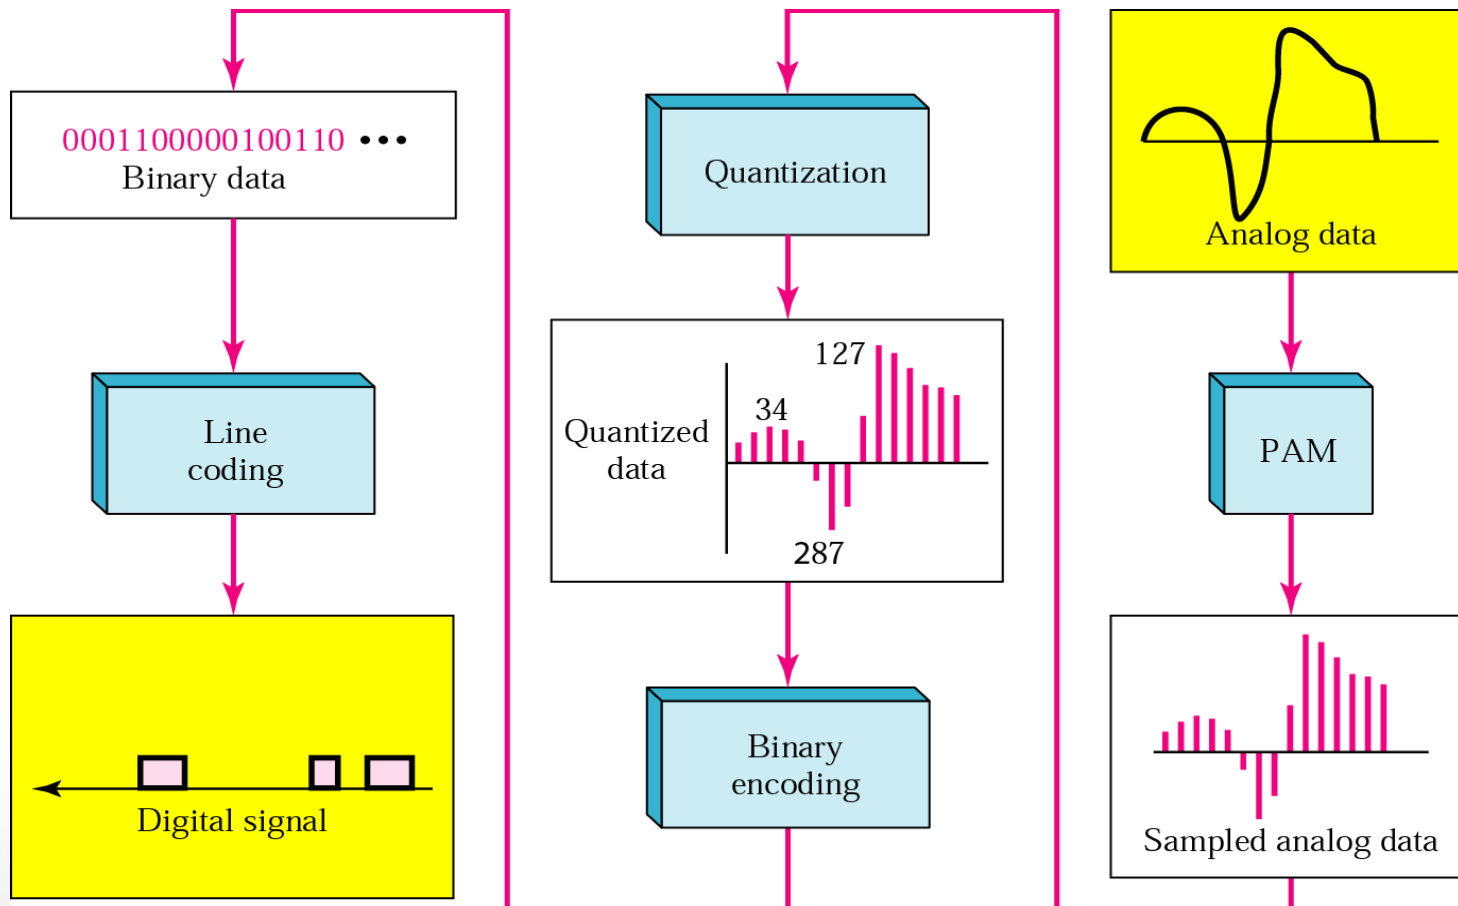 0001100000100110 •••
Binary data
Line
coding
Digital signal
Quantization
127
34
Quantized
data
287
Binary
encoding
Analog data
PAM
Sampled analog data